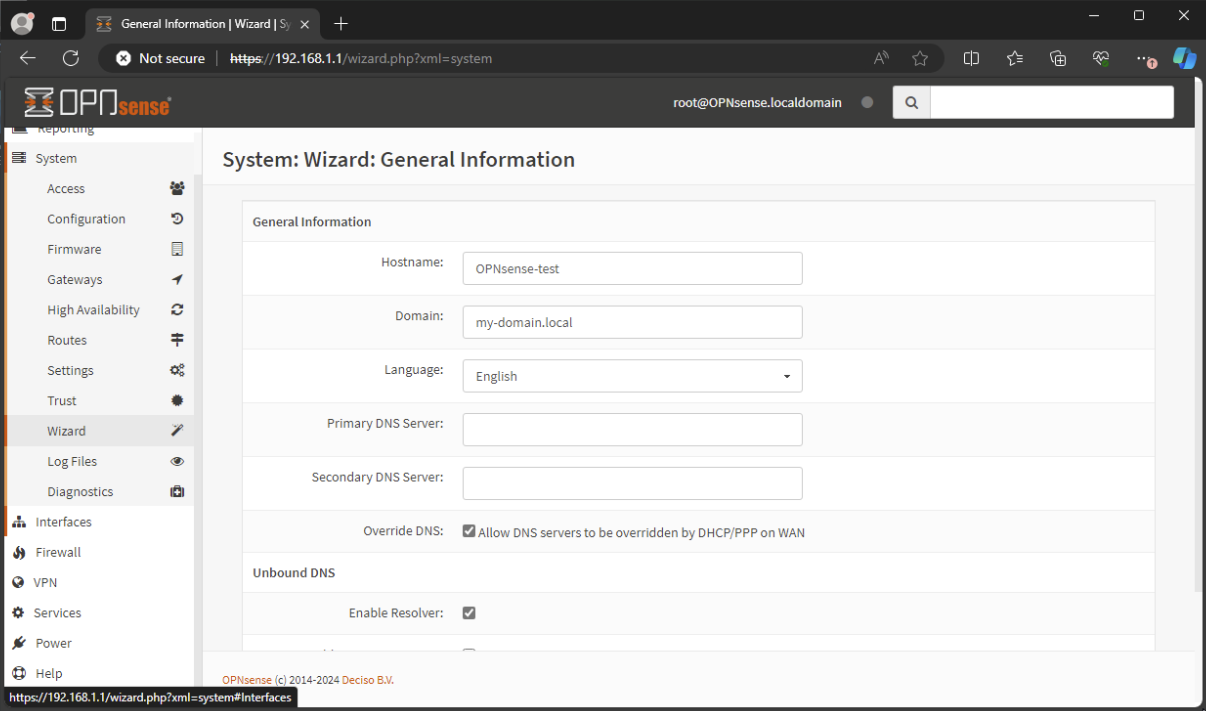 General Information | Wizard | Sy
Not secure https://192.168.1.1/wizard.php?xml=system
OPNsense
root@OPNsense.localdomain
Reporting
System
Access
Configuration
Firmware
Gateways
High Availability
Routes
Settings
Trust
Wizard
Log Files
Diagnostics
Interfaces
Firewall
VPN
Services
Power
Help
System: Wizard: General Information
General Information
Hostname: OPNsense-test
Domain: my-domain.local
Language: English
Primary DNS Server:
Secondary DNS Server:
Override DNS: Allow DNS servers to be overridden by DHCP/PPP on WAN
Unbound DNS
Enable Resolver:
OPNsense (c) 2014-2024 Deciso B.V.
https://192.168.1.1/wizard.php?xml=system#Interfaces